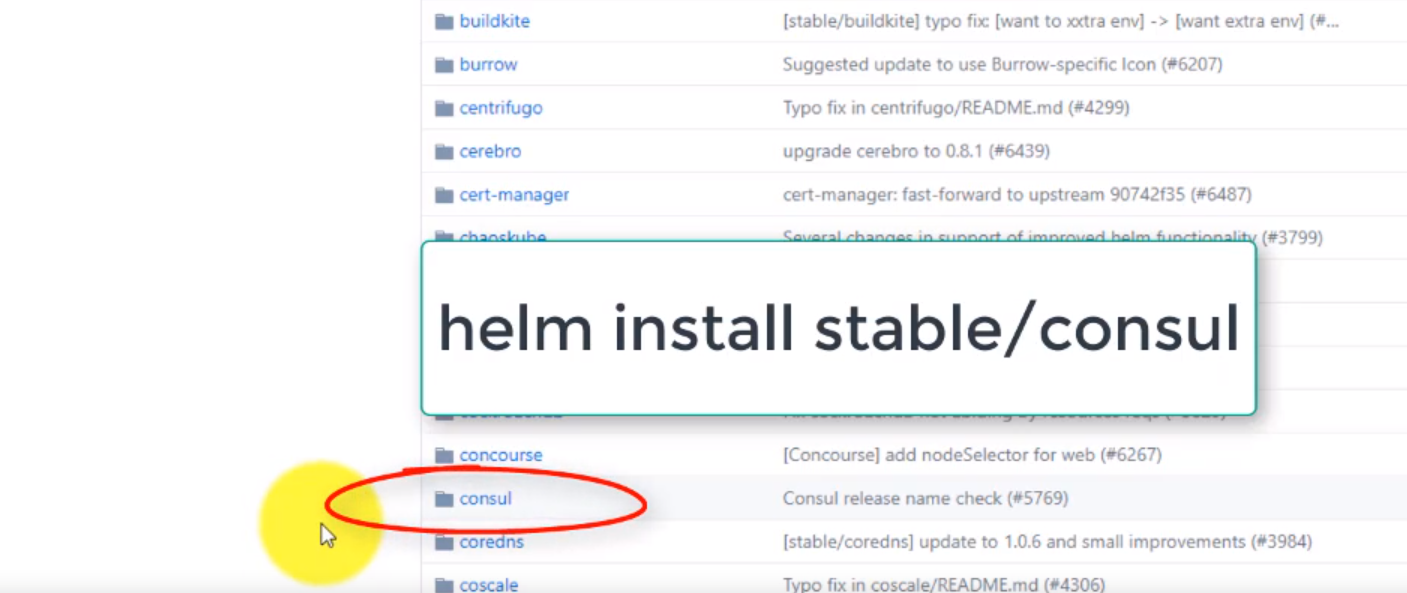 buildkite [stable/buildkite] typo fix: [want to xxtra env] -> [want extra env] (#...
burrow Suggested update to use Burrow-specific Icon (#6207)
centrifugo Typo fix in centrifugo/README.md (#4299)
cerebro upgrade cerebro to 0.8.1 (#6439)
cert-manager cert-manager: fast-forward to upstream 90742f35 (#6487)
chaoskube Several changes in support of improved helm functionality (#3799)
helm install stable/consul
concourse [Concourse] add nodeSelector for web (#6267)
consul Consul release name check (#5769)
coredns [stable/coredns] update to 1.0.6 and small improvements (#3984)
coscale Typo fix in coscale/README.md (#4306)